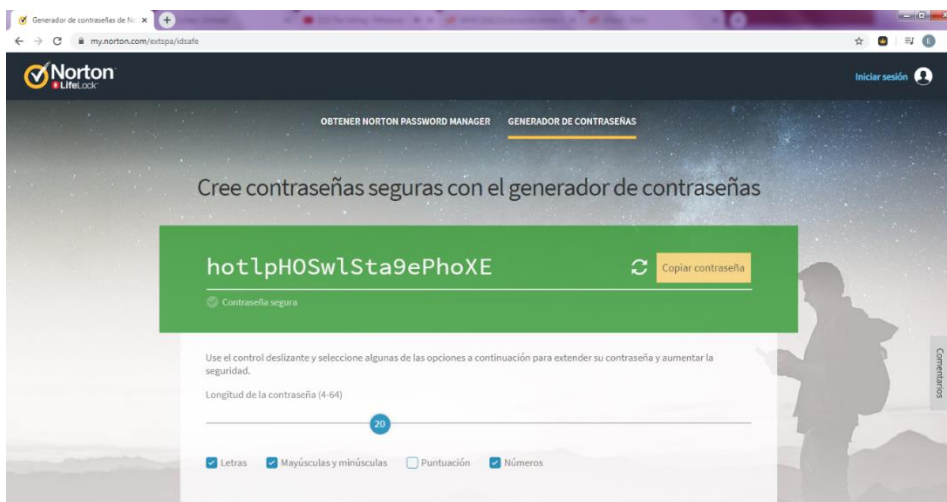 Generador de contraseñas de No
my.norton.com/extspa/idsafe
Norton
LifeLock
Iniciar sesión
OBTENER NORTON PASSWORD MANAGER GENERADOR DE CONTRASEÑAS
Cree contraseñas seguras con el generador de contraseñas
hotlpHOSwlSta9ePhoXE
Copiar contraseña
Contraseña segura
Use el control deslizante y seleccione algunas de las opciones a continuación para extender su contraseña y aumentar la
seguridad.
Longitud de la contraseña (4-64)
20
Letras Mayúsculas y minúsculas Puntuación Números
Comentarios